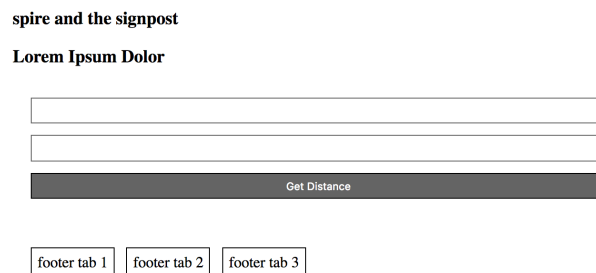 spire and the signpost
Lorem Ipsum Dolor
Get Distance
footer tab 1 footer tab 2 footer tab 3